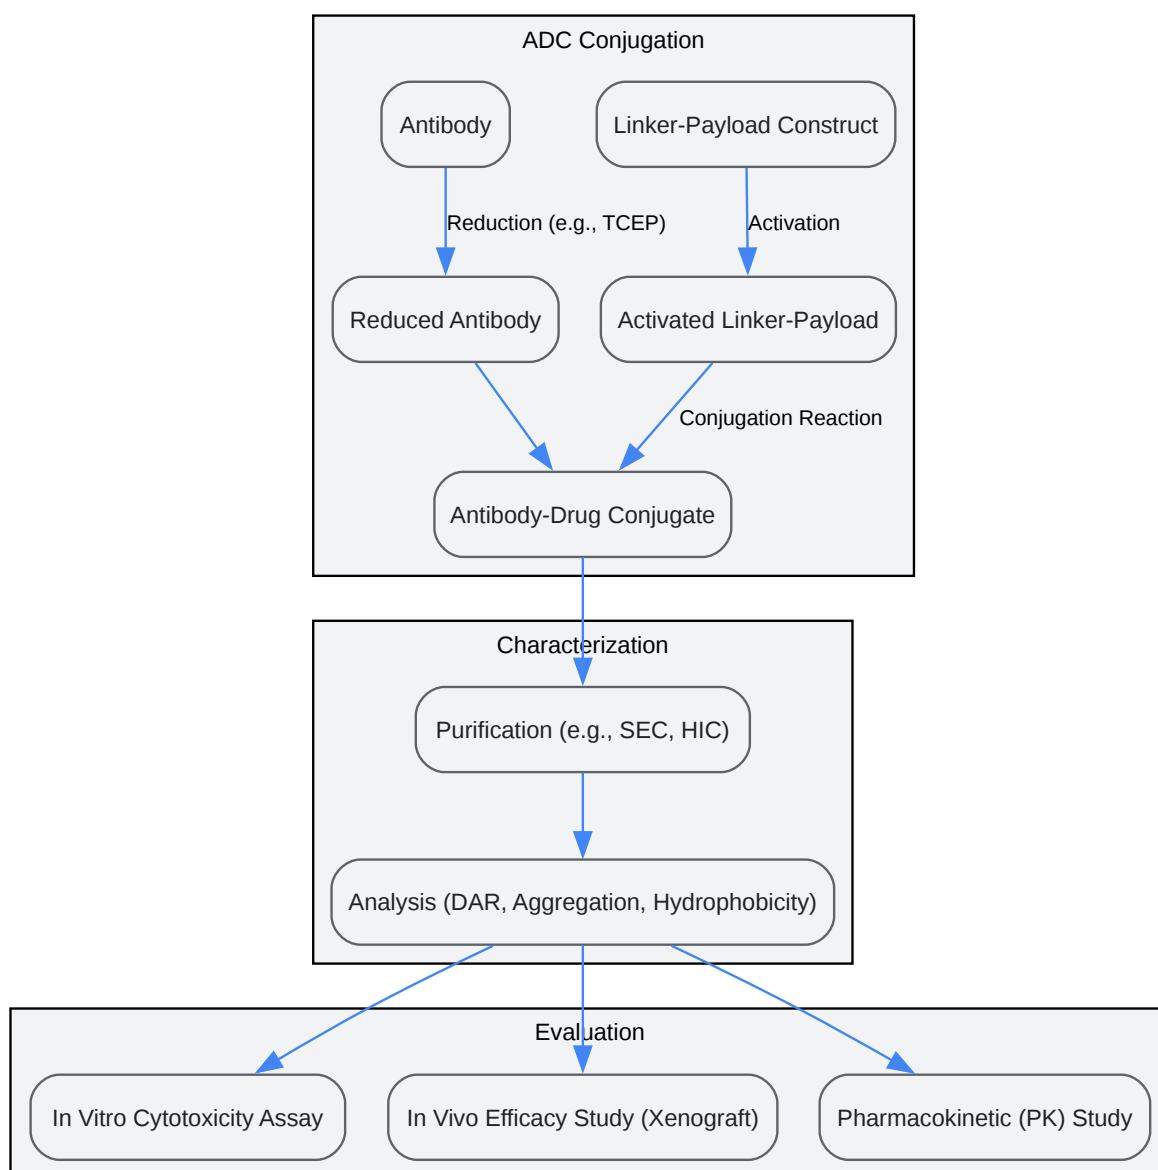 ADC Conjugation
Antibody
Linker-Payload Construct
Reduction (e.g., TCEP)
Activation
Reduced Antibody
Activated Linker-Payload
Conjugation Reaction
Antibody-Drug Conjugate
Characterization
Purification (e.g., SEC, HIC)
Analysis (DAR, Aggregation, Hydrophobicity)
Evaluation
In Vitro Cytotoxicity Assay
In Vivo Efficacy Study (Xenograft)
Pharmacokinetic (PK) Study